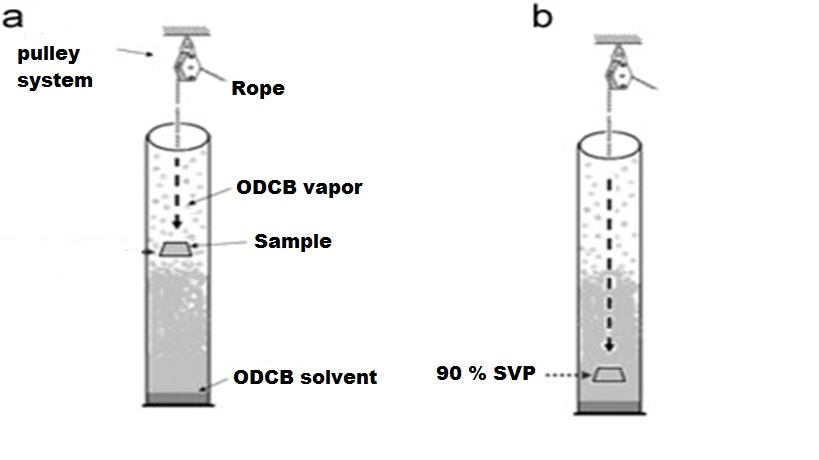 a
pulley
system
Rope
ODCB vapor
Sample
ODCB solvent
b
90 % SVP